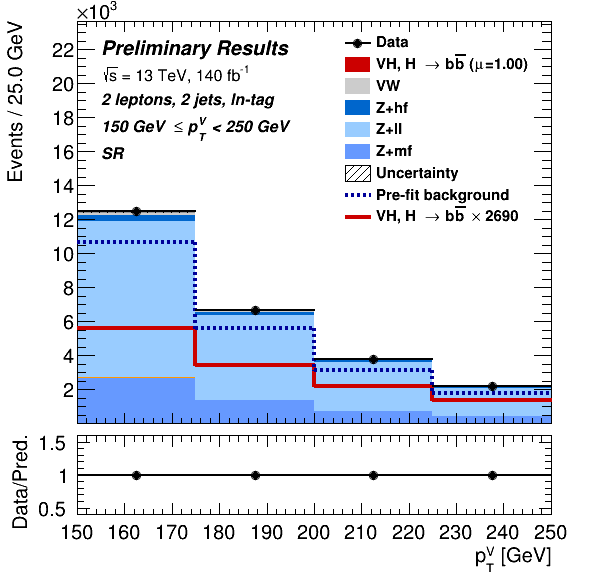 ×10³
Events / 25.0 GeV
22
20
18
16
14
12
10
8
6
4
2
Preliminary Results
√s = 13 TeV, 140 fb⁻¹
2 leptons, 2 jets, ln-tag
150 GeV ≤ p_T^V < 250 GeV
SR
Data
VH, H → bb̅ (μ=1.00)
VW
Z+hf
Z+ll
Z+mf
Uncertainty
Pre-fit background
VH, H → bb̅ × 2690
Data/Pred.
1.5
1
0.5
150 160 170 180 190 200 210 220 230 240 250
p_T^V [GeV]